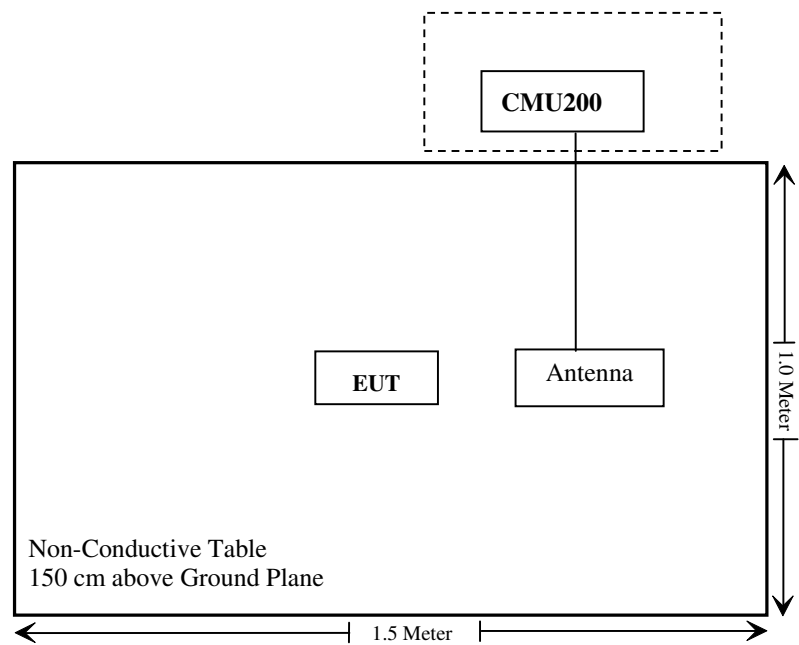 CMU200
EUT
Antenna
1.0 Meter
Non-Conductive Table
150 cm above Ground Plane
1.5 Meter